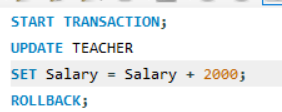 START TRANSACTION;
UPDATE TEACHER
SET Salary = Salary + 2000;
ROLLBACK;